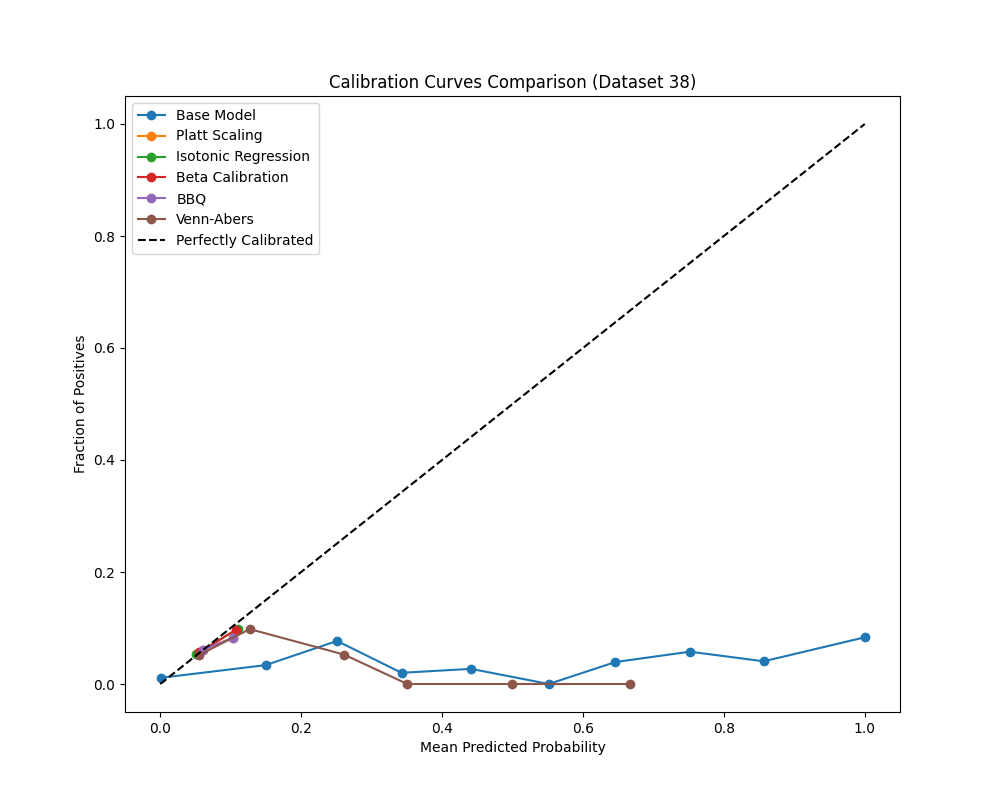 Calibration Curves Comparison (Dataset 38)
Base Model
Platt Scaling
Isotonic Regression
Beta Calibration
BBQ
Venn-Abers
Perfectly Calibrated
1.0
0.8
0.6
0.4
0.2
0.0
Fraction of Positives
0.0 0.2 0.4 0.6 0.8 1.0
Mean Predicted Probability